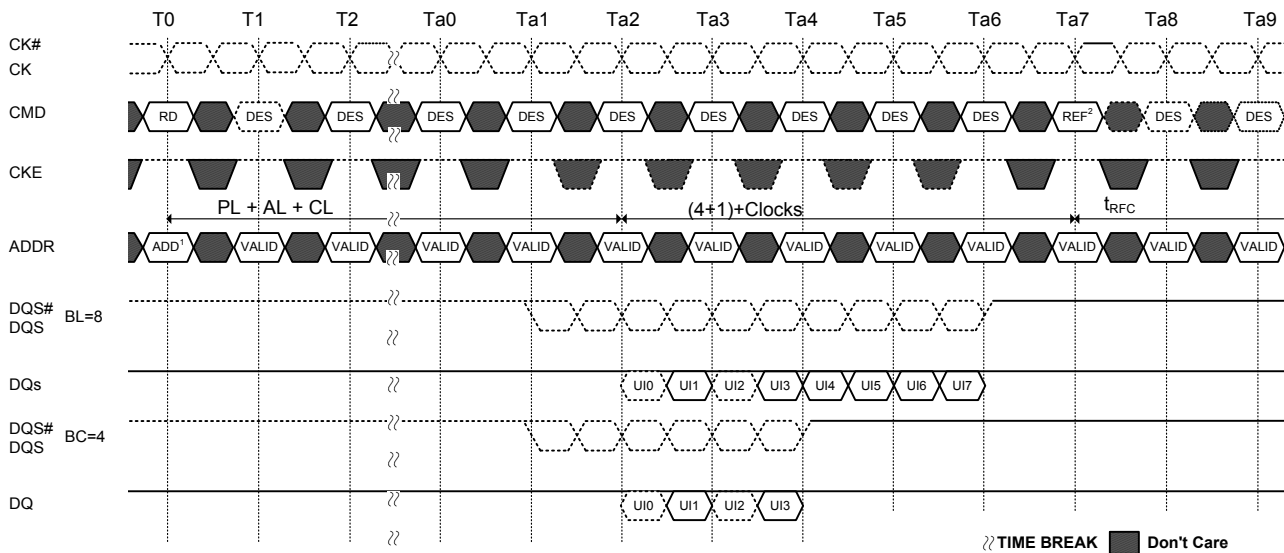 T0 T1 T2 Ta0 Ta1 Ta2 Ta3 Ta4 Ta5 Ta6 Ta7 Ta8 Ta9
CK#
CK
CMD RD DES DES DES DES DES DES DES DES DES REF² DES DES
CKE
PL + AL + CL (4+1)+Clocks tRFC
ADDR ADD¹ VALID VALID VALID VALID VALID VALID VALID VALID VALID VALID VALID VALID
DQS# BL=8
DQS
DQs UI0 UI1 UI2 UI3 UI4 UI5 UI6 UI7
DQS# BC=4
DQS
DQ UI0 UI1 UI2 UI3
TIME BREAK Don't Care